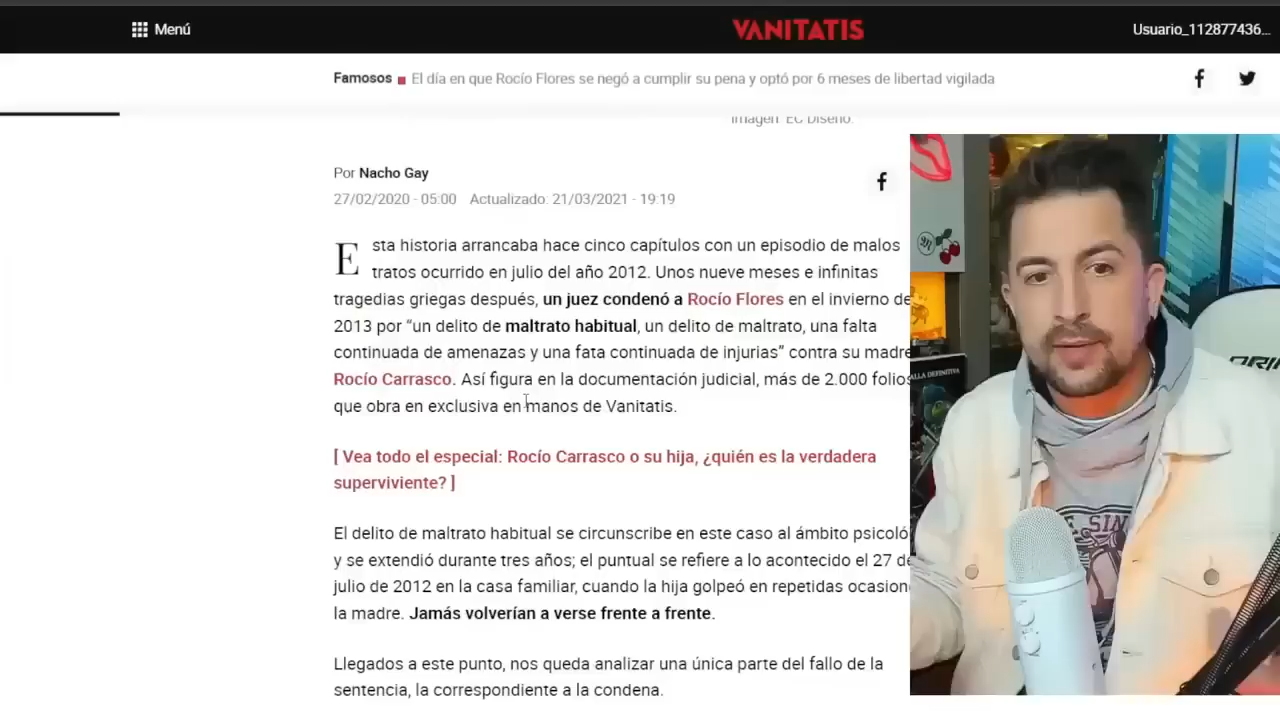 Menú
VANITATIS
Usuario_112877436...
Famosos El día en que Rocío Flores se negó a cumplir su pena y optó por 6 meses de libertad vigilada
Imagen: EC Diseño.
Por Nacho Gay
27/02/2020 - 05:00 Actualizado: 21/03/2021 - 19:19
Esta historia arrancaba hace cinco capítulos con un episodio de malos
tratos ocurrido en julio del año 2012. Unos nueve meses e infinitas
tragedias griegas después, un juez condenó a Rocío Flores en el invierno de
2013 por “un delito de maltrato habitual, un delito de maltrato, una falta
continuada de amenazas y una fata continuada de injurias” contra su madre
Rocío Carrasco. Así figura en la documentación judicial, más de 2.000 folios
que obra en exclusiva en manos de Vanitatis.
[ Vea todo el especial: Rocío Carrasco o su hija, ¿quién es la verdadera
superviviente? ]
El delito de maltrato habitual se circunscribe en este caso al ámbito psicoló
y se extendió durante tres años; el puntual se refiere a lo acontecido el 27 de
julio de 2012 en la casa familiar, cuando la hija golpeó en repetidas ocasion
la madre. Jamás volverían a verse frente a frente.
Llegados a este punto, nos queda analizar una única parte del fallo de la
sentencia, la correspondiente a la condena.
ALLA DEFINITIVA
SIN
ORIG